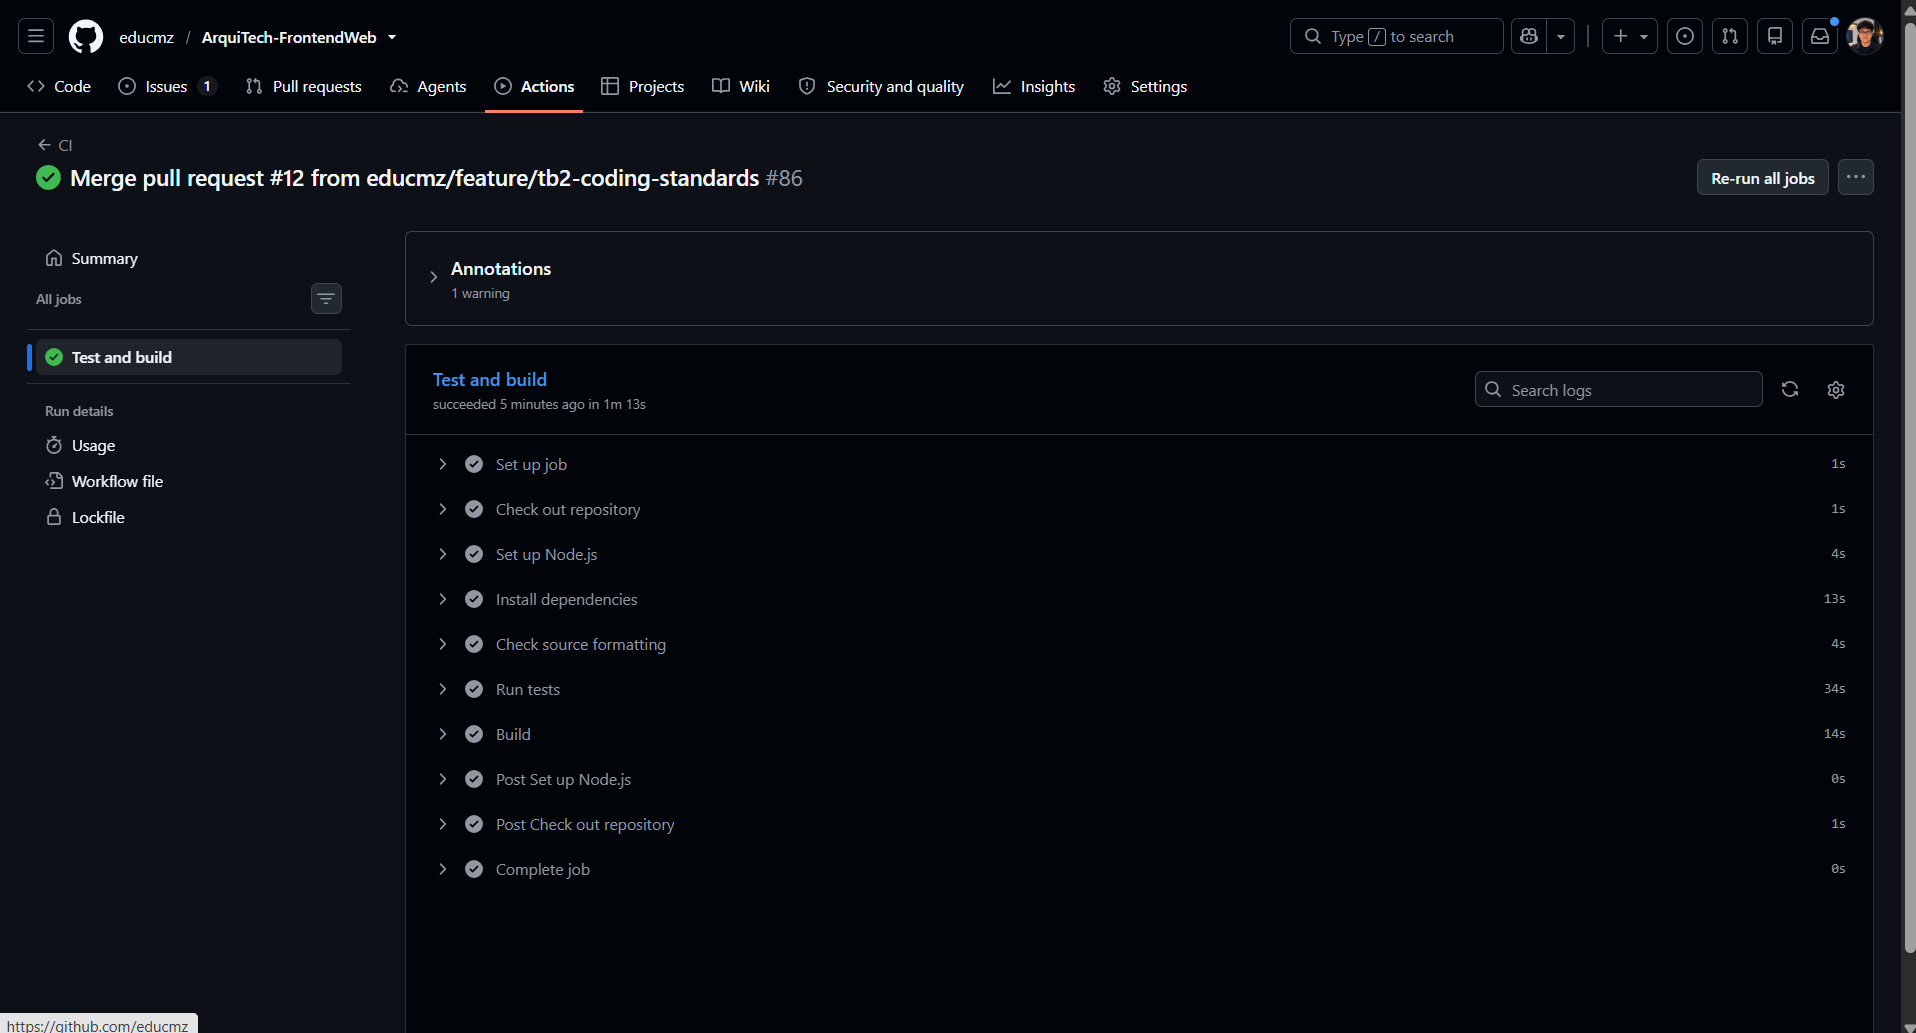 educmz / ArquiTech-FrontendWeb
Type / to search
Code
Issues 1
Pull requests
Agents
Actions
Projects
Wiki
Security and quality
Insights
Settings
CI
Merge pull request #12 from educmz/feature/tb2-coding-standards #86
Re-run all jobs
Summary
All jobs
Test and build
Run details
Usage
Workflow file
Lockfile
Annotations
1 warning
Test and build
succeeded 5 minutes ago in 1m 13s
Search logs
Set up job 1s
Check out repository 1s
Set up Node.js 4s
Install dependencies 13s
Check source formatting 4s
Run tests 34s
Build 14s
Post Set up Node.js 0s
Post Check out repository 1s
Complete job 0s
https://github.com/educmz